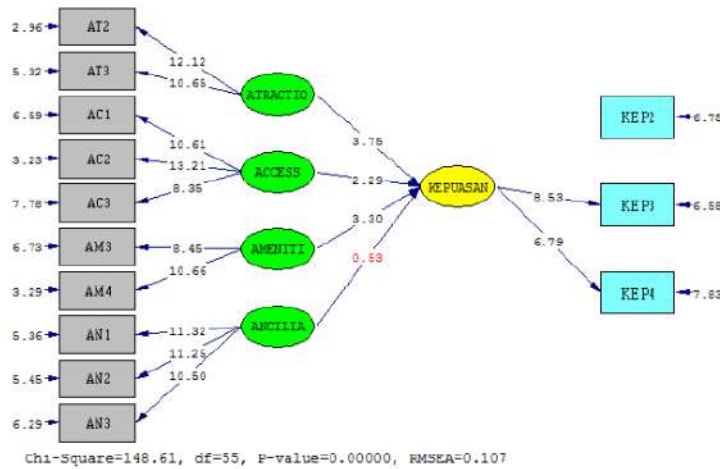 2.96 AT2
12.12
5.32 AT3
10.65
ATRACTIO
6.59 AC1
3.75
10.61
KEP2 6.78
3.23 AC2
13.21
ACCESS
2.29
KEPUASAN
8.53
KEP3 6.58
7.78 AC3
8.35
6.73 AM3
8.45
AMENITI
3.30
6.79
3.29 AM4
10.66
0.53
KEP4 7.83
5.36 AN1
11.32
ANCILIA
5.45 AN2
11.25
6.29 AN3
10.50
Chi-Square=148.61, df=55, P-value=0.00000, RMSEA=0.107